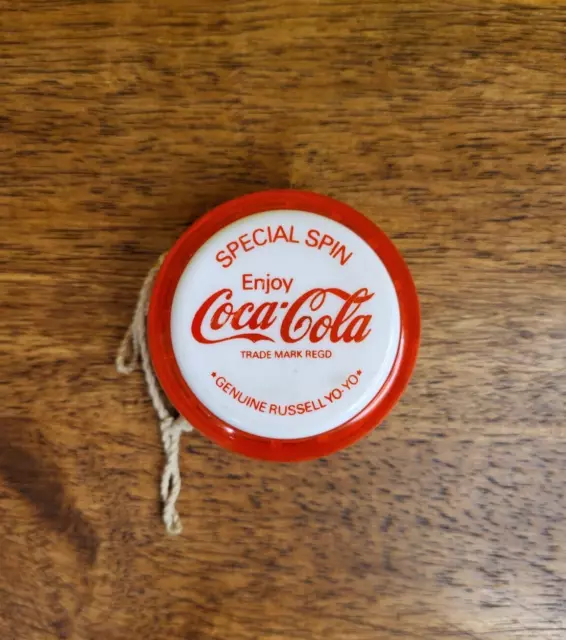 SPECIAL SPIN
Enjoy
Coca-Cola
TRADE MARK REGD
*GENUINE RUSSELL YO-YO*